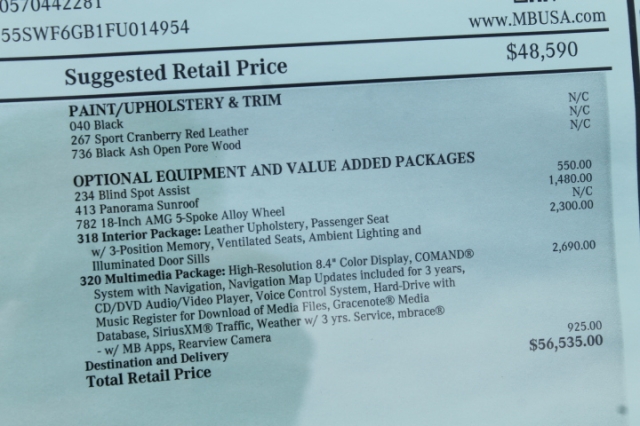 0570442281
www.MBUSA.com
55SWF6GB1FU014954
Suggested Retail Price $48,590
PAINT/UPHOLSTERY & TRIM
040 Black N/C
267 Sport Cranberry Red Leather N/C
736 Black Ash Open Pore Wood N/C
OPTIONAL EQUIPMENT AND VALUE ADDED PACKAGES
234 Blind Spot Assist 550.00
413 Panorama Sunroof 1,480.00
782 18-Inch AMG 5-Spoke Alloy Wheel N/C
318 Interior Package: Leather Upholstery, Passenger Seat 2,300.00
w/ 3-Position Memory, Ventilated Seats, Ambient Lighting and
Illuminated Door Sills
320 Multimedia Package: High-Resolution 8.4" Color Display, COMAND® 2,690.00
System with Navigation, Navigation Map Updates included for 3 years,
CD/DVD Audio/Video Player, Voice Control System, Hard-Drive with
Music Register for Download of Media Files, Gracenote® Media
Database, SiriusXM® Traffic, Weather w/ 3 yrs. Service, mbrace®
- w/ MB Apps, Rearview Camera
Destination and Delivery 925.00
Total Retail Price $56,535.00